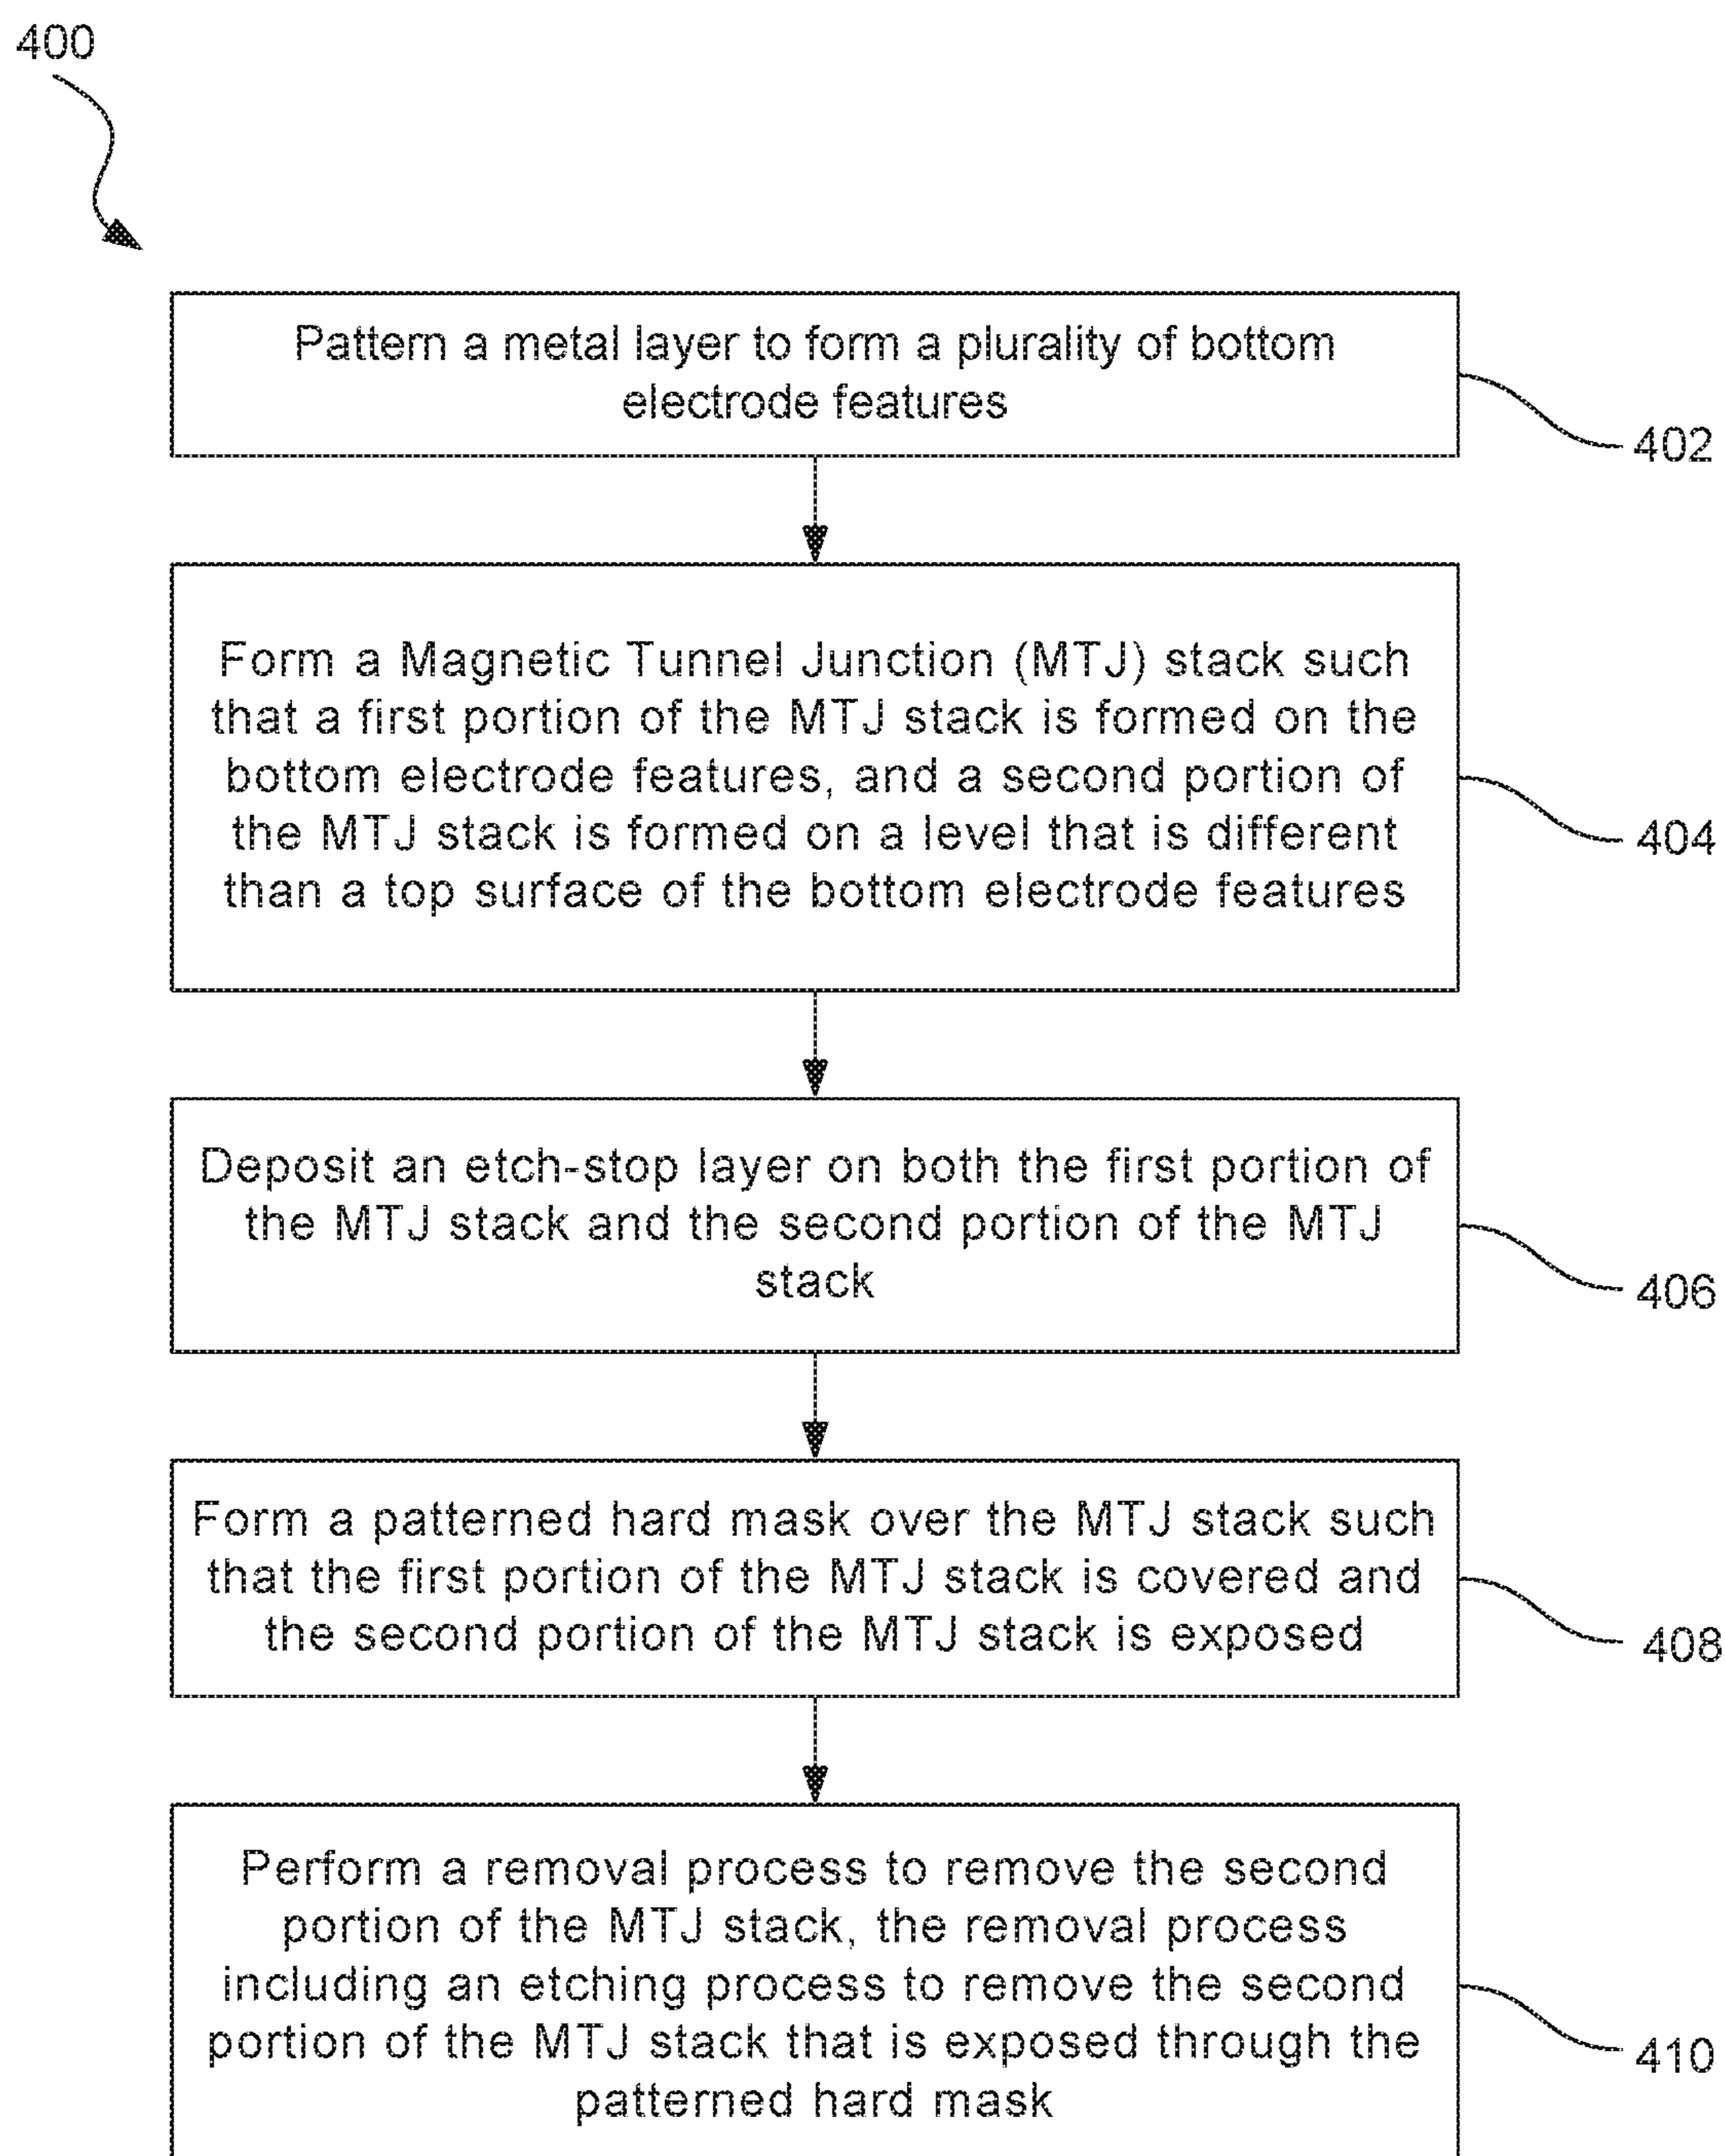 400
Pattern a metal layer to form a plurality of bottom
electrode features
402
Form a Magnetic Tunnel Junction (MTJ) stack such
that a first portion of the MTJ stack is formed on the
bottom electrode features, and a second portion of
the MTJ stack is formed on a level that is different
than a top surface of the bottom electrode features
404
Deposit an etch-stop layer on both the first portion of
the MTJ stack and the second portion of the MTJ
stack
406
Form a patterned hard mask over the MTJ stack such
that the first portion of the MTJ stack is covered and
the second portion of the MTJ stack is exposed
408
Perform a removal process to remove the second
portion of the MTJ stack, the removal process
including an etching process to remove the second
portion of the MTJ stack that is exposed through the
patterned hard mask
410